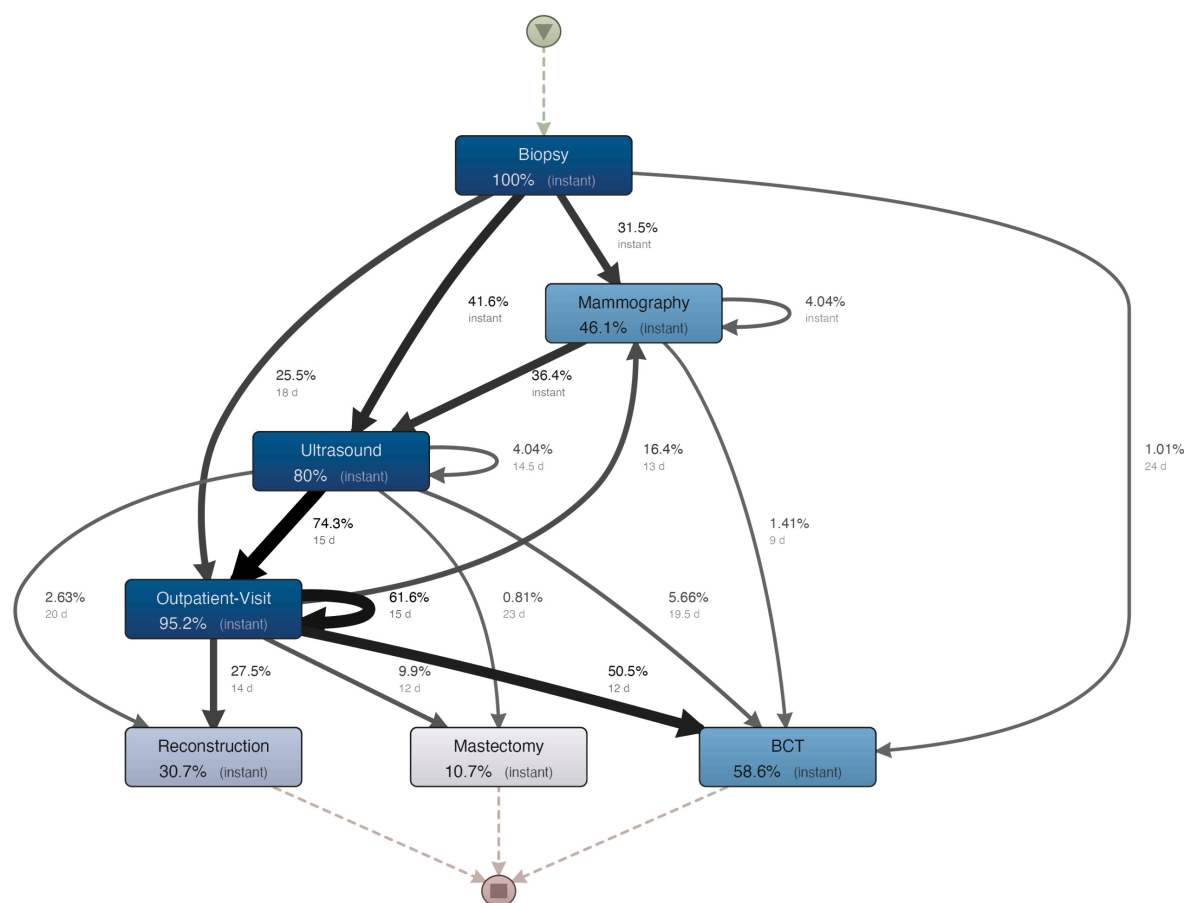 Biopsy
100% (instant)
31.5%
instant
41.6%
instant
Mammography
46.1% (instant)
4.04%
instant
25.5%
18 d
36.4%
instant
Ultrasound
80% (instant)
4.04%
14.5 d
16.4%
13 d
1.01%
24 d
74.3%
15 d
1.41%
9 d
Outpatient-Visit
95.2% (instant)
2.63%
20 d
61.6%
15 d
0.81%
23 d
5.66%
19.5 d
27.5%
14 d
9.9%
12 d
50.5%
12 d
Reconstruction
30.7% (instant)
Mastectomy
10.7% (instant)
BCT
58.6% (instant)